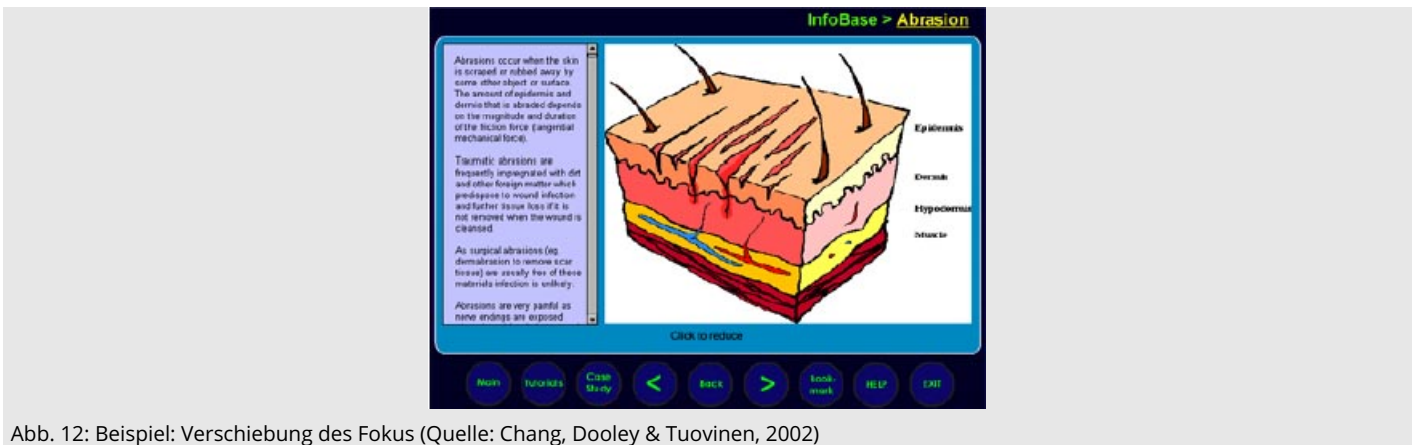 InfoBase > Abrasion
Abrasions occur when the skin
is scraped or rubbed away by
some other object or surface.
The amount of epidermis and
dermis that is abraded depends
on the magnitude and duration
of the friction force (tangential
mechanical force).
Traumatic abrasions are
frequently impregnated with dirt
and other foreign matter which
predispose to wound infection
and further tissue loss if it is
not removed when the wound is
cleansed.
As surgical abrasions (eg
dermabrasion to remove scar
tissue) are usually free of these
materials infection is unlikely.
Abrasions are very painful as
nerve endings are exposed
Epidermis
Dermis
Hypodermis
Muscle
Click to reduce
Main
Tutorials
Case
Study
<
Back
>
Book-
mark
HELP
EXIT
Abb. 12: Beispiel: Verschiebung des Fokus (Quelle: Chang, Dooley & Tuovinen, 2002)